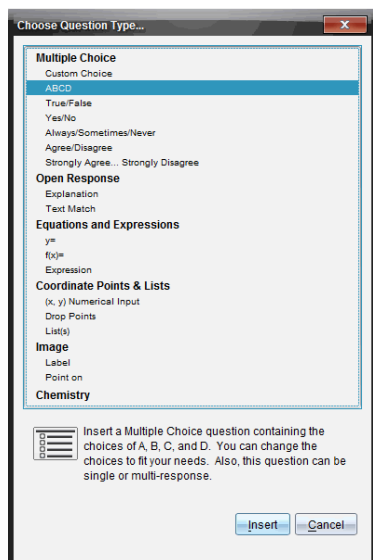 Choose Question Type...
Multiple Choice
Custom Choice
ABCD
True/False
Yes/No
Always/Sometimes/Never
Agree/Disagree
Strongly Agree... Strongly Disagree
Open Response
Explanation
Text Match
Equations and Expressions
y=
f(x)=
Expression
Coordinate Points & Lists
(x, y) Numerical Input
Drop Points
List(s)
Image
Label
Point on
Chemistry
Insert a Multiple Choice question containing the
choices of A, B, C, and D. You can change the
choices to fit your needs. Also, this question can be
single or multi-response.
Insert Cancel